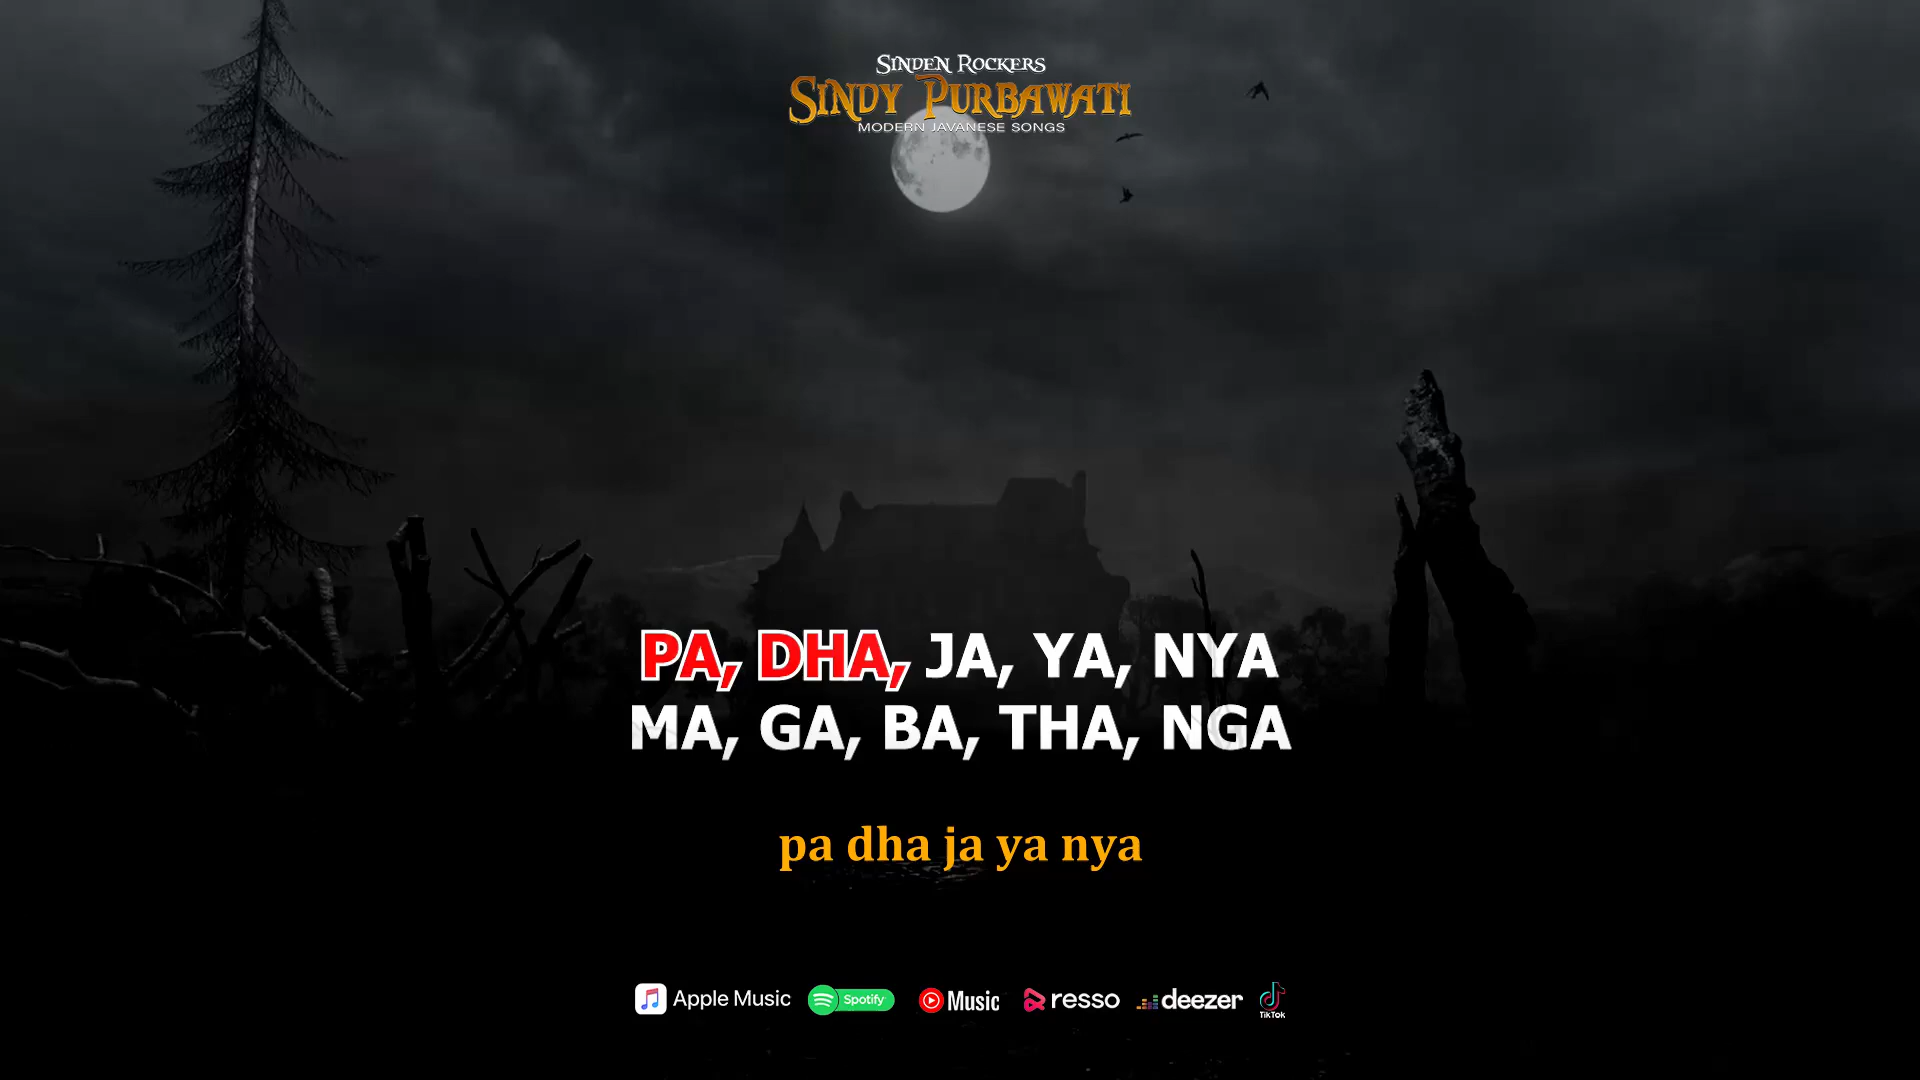 SINDEN ROCKERS
SINDY PURBAWATI
MODERN JAVANESE SONGS
PA, DHA, JA, YA, NYA
MA, GA, BA, THA, NGA
pa dha ja ya nya
Apple Music Spotify Music resso deezer TikTok